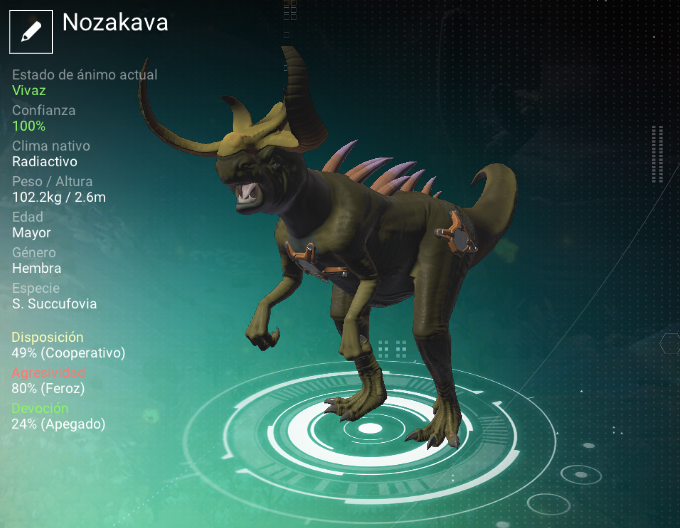 Nozakava
Estado de ánimo actual
Vivaz
Confianza
100%
Clima nativo
Radiactivo
Peso / Altura
102.2kg / 2.6m
Edad
Mayor
Género
Hembra
Especie
S. Succufovia
Disposición
49% (Cooperativo)
Agresividad
80% (Feroz)
Devoción
24% (Apegado)